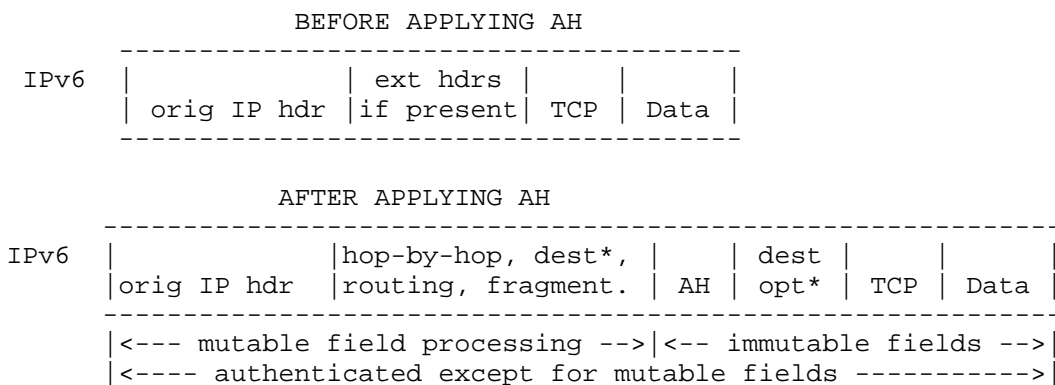 BEFORE APPLYING AH
---------------------------------------
IPv6 | | ext hdrs | | |
| orig IP hdr |if present| TCP | Data |
---------------------------------------
AFTER APPLYING AH
------------------------------------------------------------
IPv6 | |hop-by-hop, dest*, | | dest | | |
|orig IP hdr |routing, fragment. | AH | opt* | TCP | Data |
------------------------------------------------------------
|<--- mutable field processing -->|<-- immutable fields -->|
|<---- authenticated except for mutable fields ----------->|